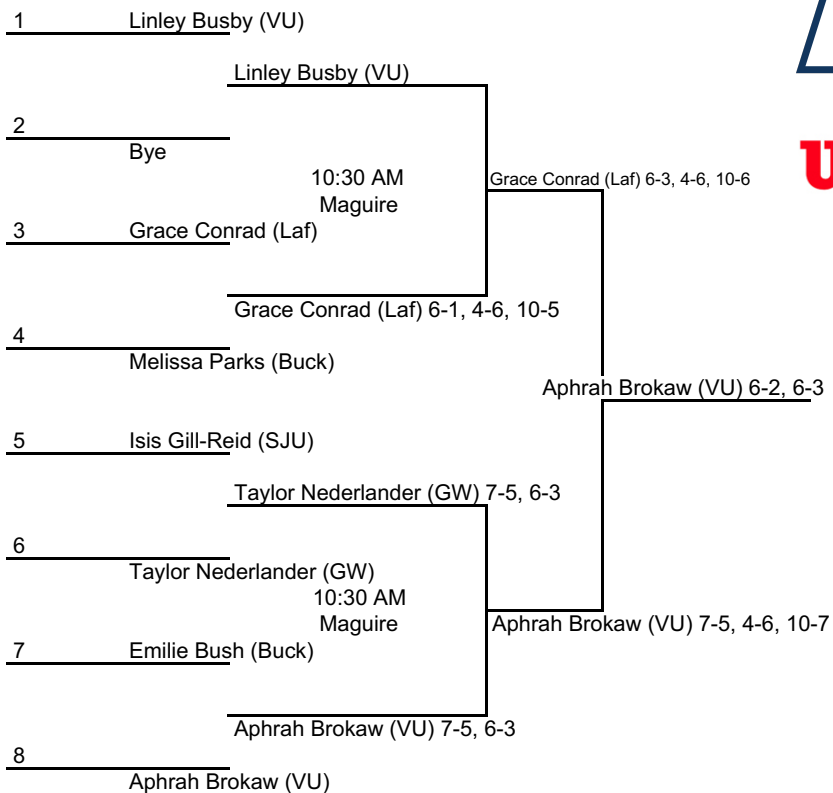 1 Linley Busby (VU)
Linley Busby (VU)
2
Bye
10:30 AM
Maguire
Grace Conrad (Laf) 6-3, 4-6, 10-6
3 Grace Conrad (Laf)
Grace Conrad (Laf) 6-1, 4-6, 10-5
4
Melissa Parks (Buck)
Aphrah Brokaw (VU) 6-2, 6-3
5 Isis Gill-Reid (SJU)
Taylor Nederlander (GW) 7-5, 6-3
6
Taylor Nederlander (GW)
10:30 AM
Maguire
Aphrah Brokaw (VU) 7-5, 4-6, 10-7
7 Emilie Bush (Buck)
Aphrah Brokaw (VU) 7-5, 6-3
8
Aphrah Brokaw (VU)